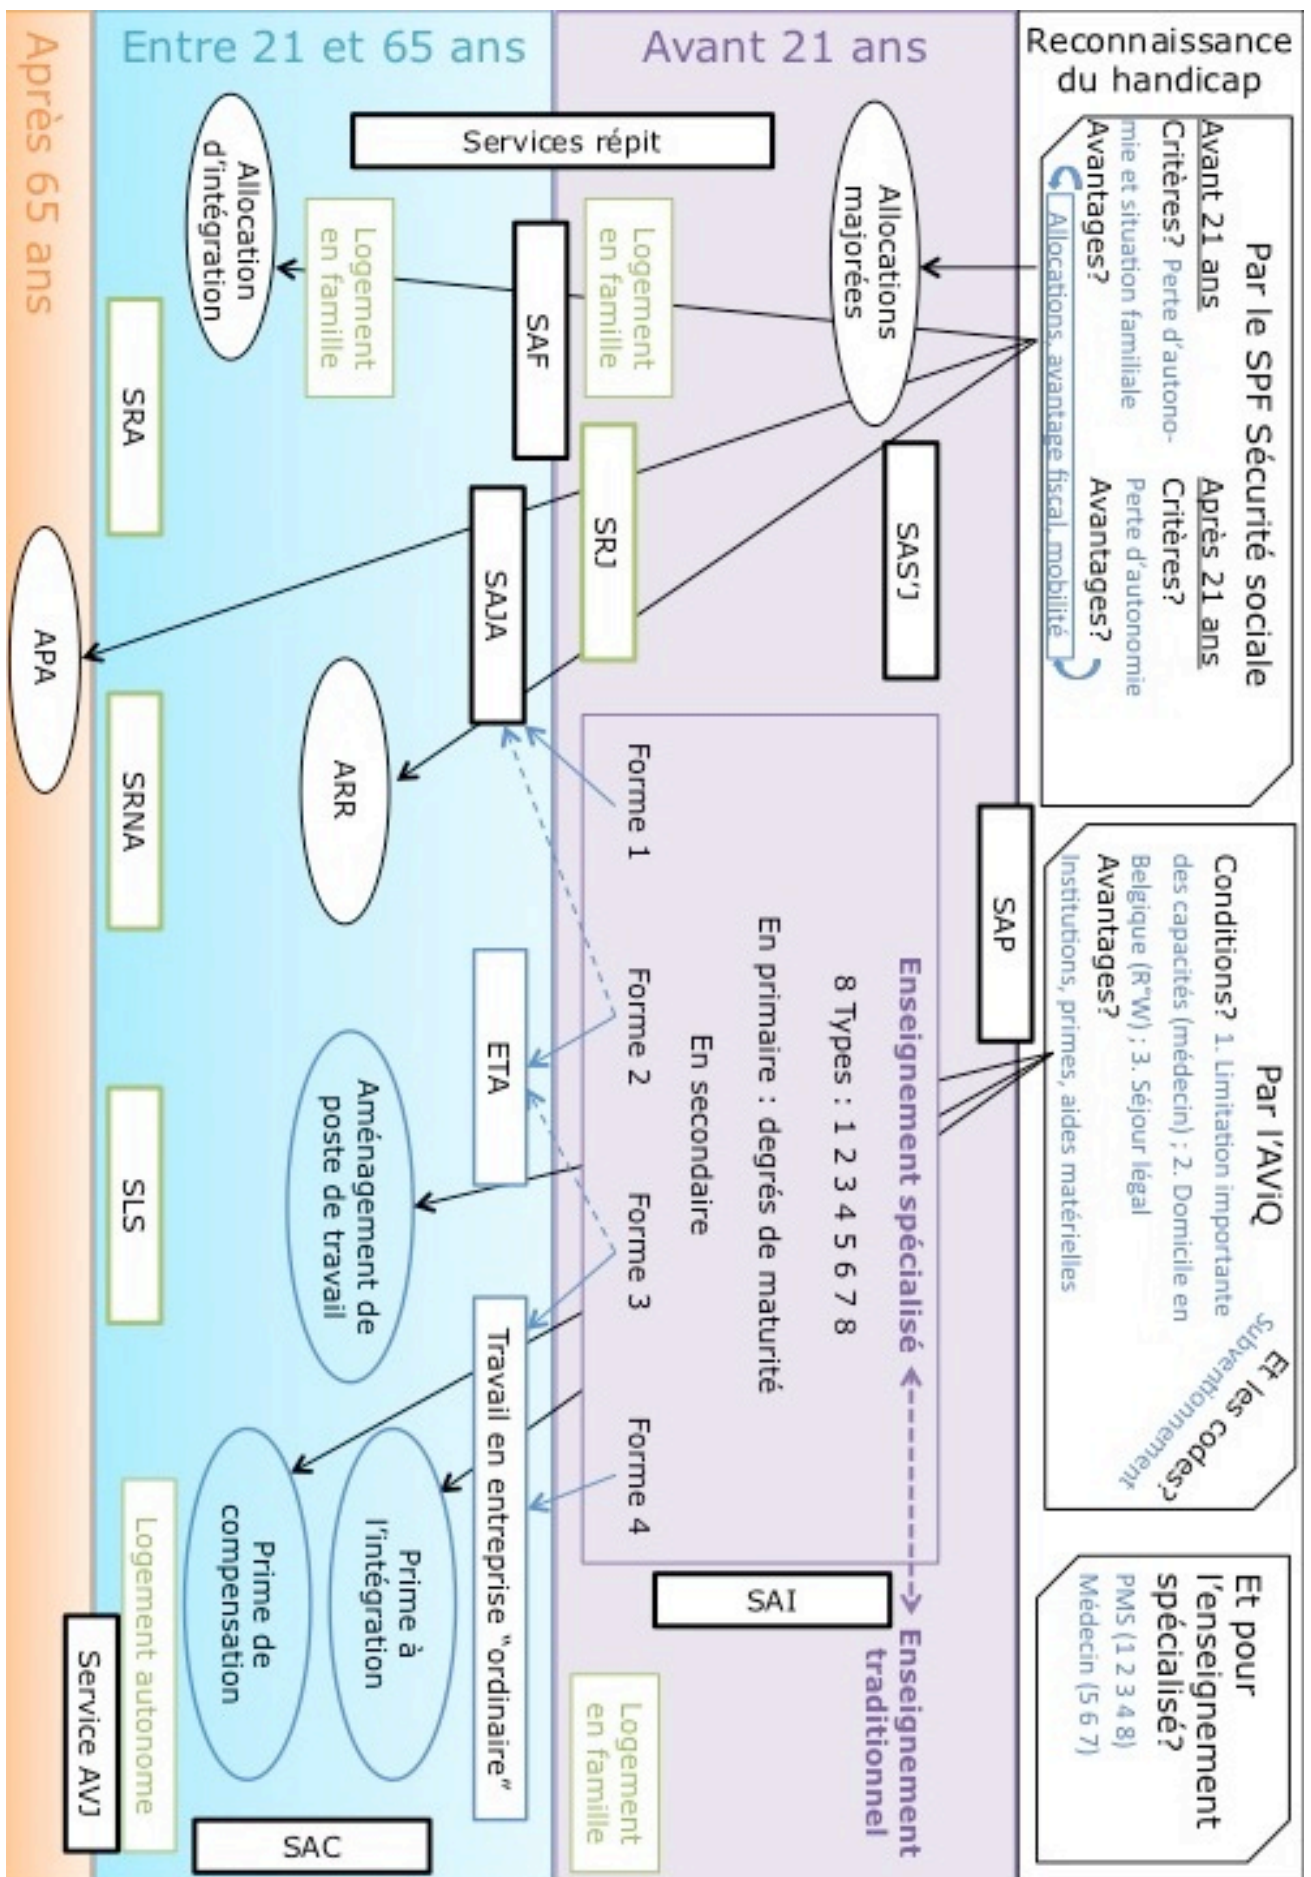 Reconnaissance
du handicap
Par le SPF Sécurité sociale
Avant 21 ans
Critères? Perte d'autono-
mie et situation familiale
Avantages?
Après 21 ans
Critères?
Perte d'autonomie
Avantages?
Allocations, avantage fiscal, mobilité
Par l'AViQ
Conditions? 1. Limitation importante
des capacités (médecin) ; 2. Domicile en
Belgique (R°W) ; 3. Séjour légal
Avantages?
Institutions, primes, aides matérielles
Et les codes?
Subventionnement
Et pour
l'enseignement
spécialisé?
PMS (1 2 3 4 8)
Médecin (5 6 7)
Avant 21 ans
SAP
Allocations
majorées
SAS'J
Enseignement spécialisé
Enseignement
traditionnel
8 Types : 1 2 3 4 5 6 7 8
En primaire : degrés de maturité
En secondaire
Forme 1
Forme 2
Forme 3
Forme 4
SAI
Services répit
Logement
en famille
SRJ
Logement
en famille
SAF
Entre 21 et 65 ans
SAJA
ETA
Travail en entreprise "ordinaire"
Logement
en famille
ARR
Aménagement de
poste de travail
Prime à
l'intégration
Allocation
d'intégration
Prime de
compensation
SAC
SRA
SRNA
SLS
Logement autonome
Service AVJ
Après 65 ans
APA